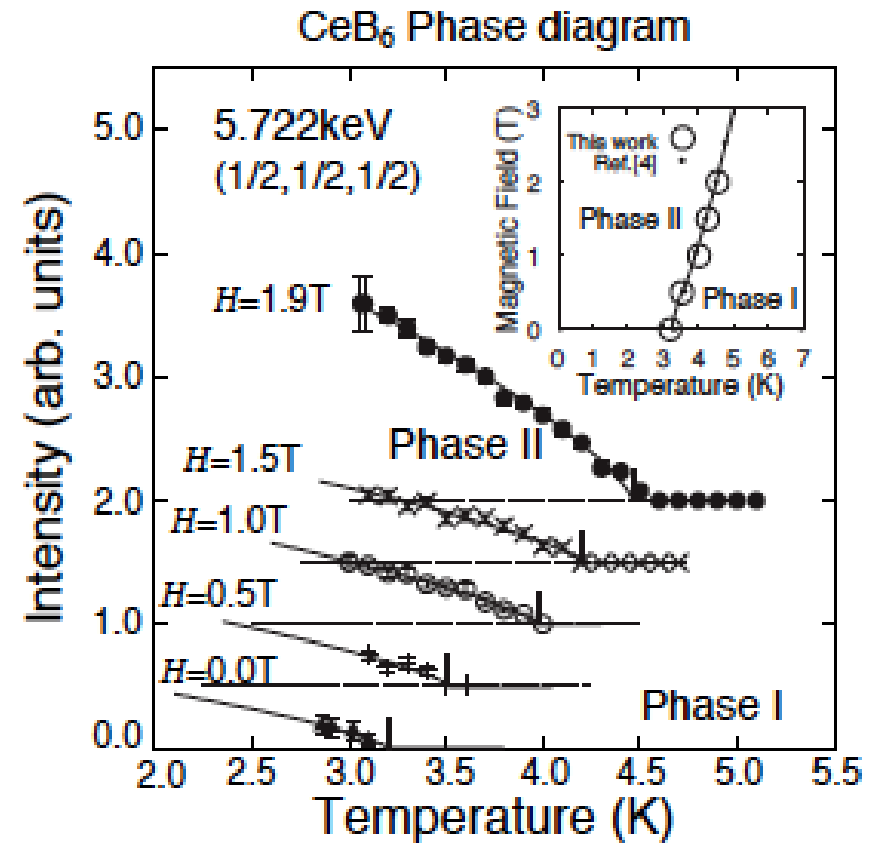 CeB₆ Phase diagram
5.722keV
(1/2,1/2,1/2)
Intensity (arb. units)
5.0
4.0
3.0
2.0
1.0
0.0
H=1.9T
H=1.5T
H=1.0T
H=0.5T
H=0.0T
Phase II
Phase I
2.0 2.5 3.0 3.5 4.0 4.5 5.0 5.5
Temperature (K)
Magnetic Field (T)
3
2
1
0
This work
Ref.[4]
Phase II
Phase I
0 1 2 3 4 5 6 7
Temperature (K)